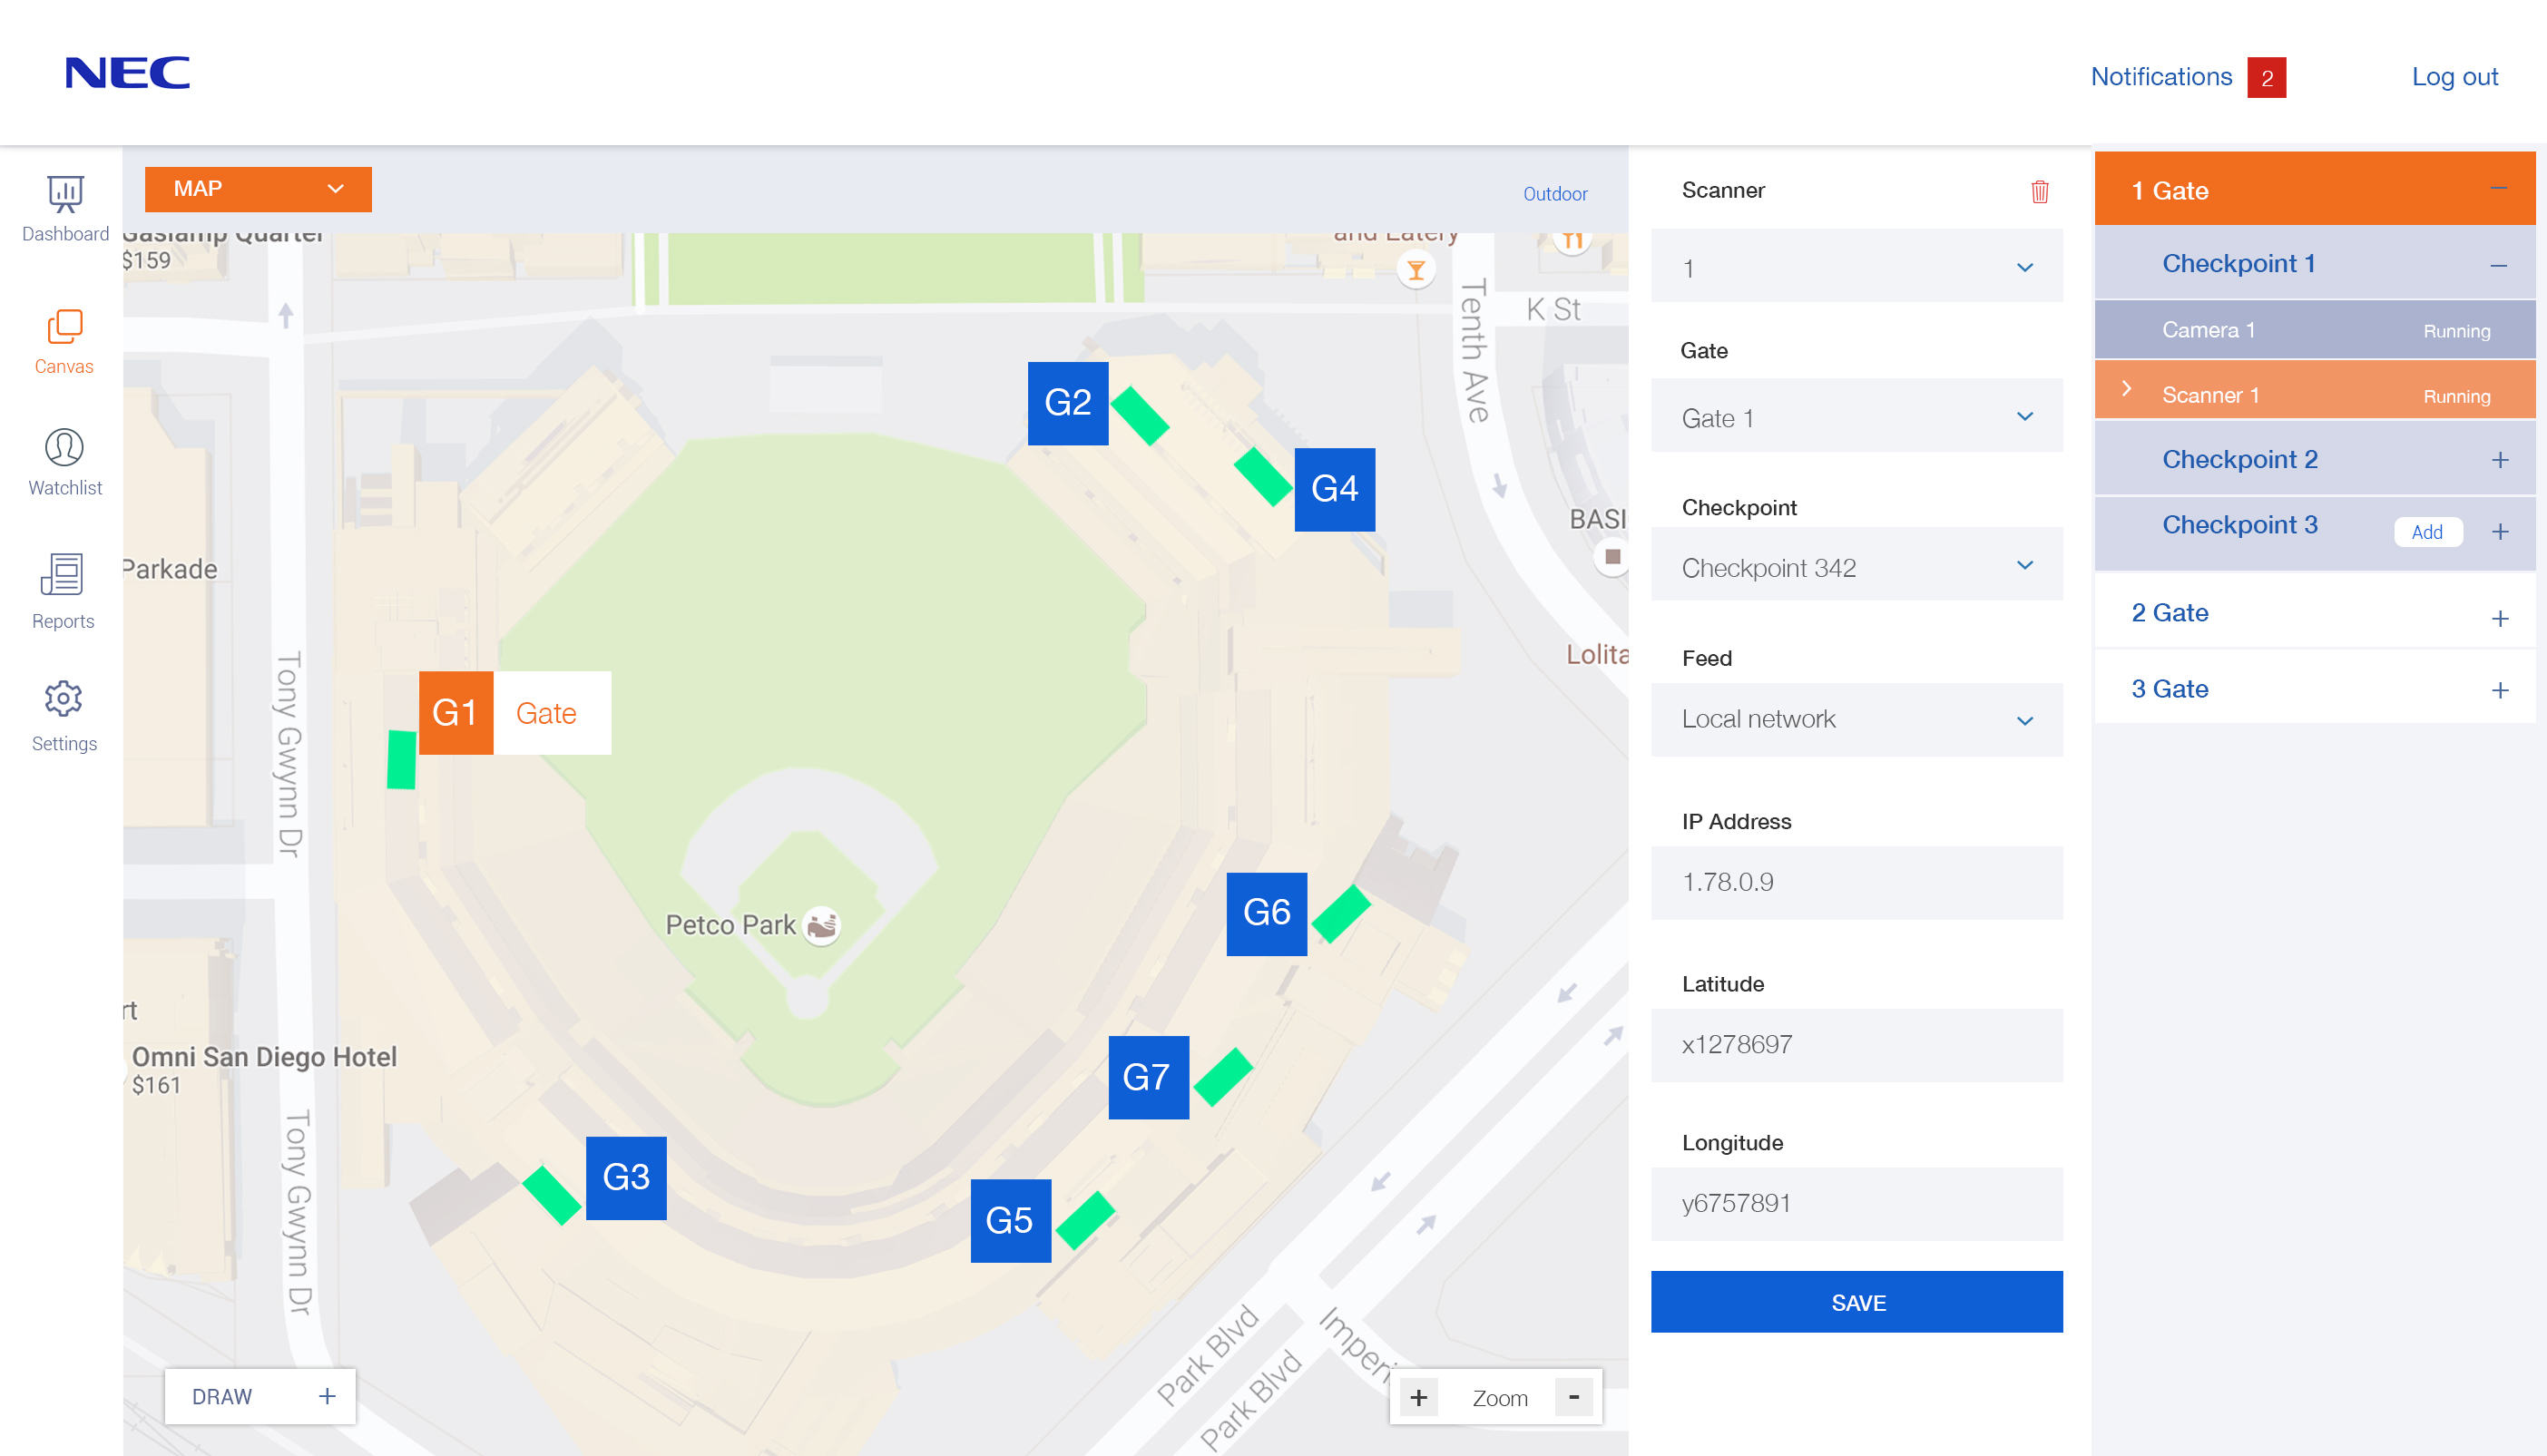 NEC
Notifications 2
Log out
Dashboard
Canvas
Watchlist
Reports
Settings
MAP
Outdoor
Gaslamp Quarter
$159
and Eatery
K St
Tenth Ave
G2
G4
BASI
Parkade
Lolita
Tony Gwynn Dr
G1 Gate
Petco Park
G6
rt
Omni San Diego Hotel
$161
G7
Tony Gwynn Dr
G3
G5
Park Blvd
Park Blvd
Imperi
DRAW +
+ Zoom -
Scanner
1
Gate
Gate 1
Checkpoint
Checkpoint 342
Feed
Local network
IP Address
1.78.0.9
Latitude
x1278697
Longitude
y6757891
SAVE
1 Gate
Checkpoint 1
Camera 1 Running
Scanner 1 Running
Checkpoint 2
Checkpoint 3 Add
2 Gate
3 Gate